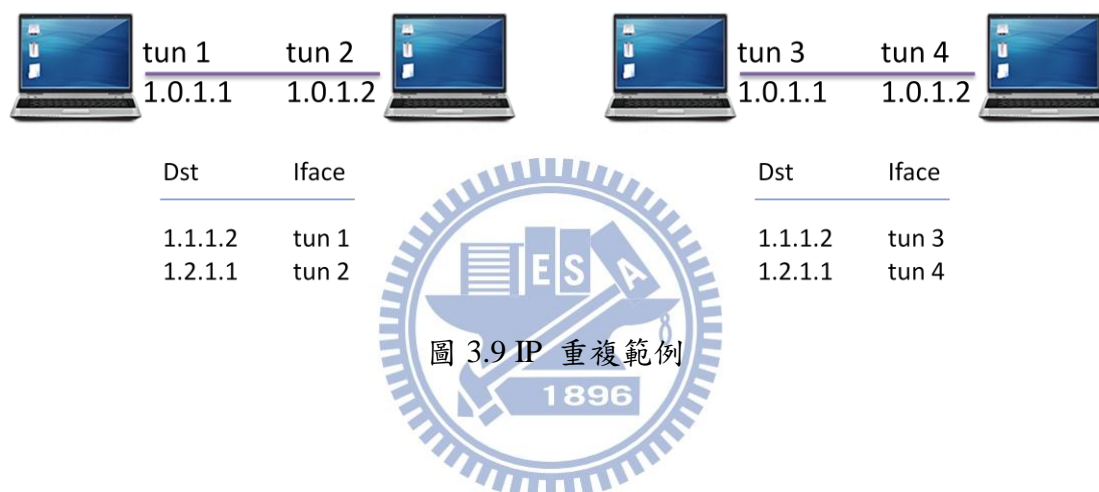 tun 1 tun 2
1.0.1.1 1.0.1.2
Dst Iface
1.1.1.2 tun 1
1.2.1.1 tun 2
tun 3 tun 4
1.0.1.1 1.0.1.2
Dst Iface
1.1.1.2 tun 3
1.2.1.1 tun 4
E S A
圖 3.9 IP 重複範例
1896